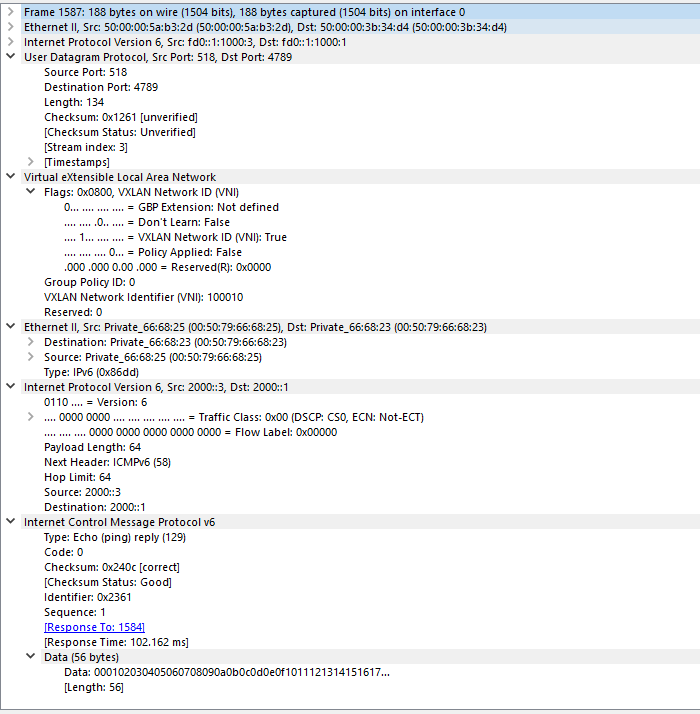 Frame 1587: 188 bytes on wire (1504 bits), 188 bytes captured (1504 bits) on interface 0
Ethernet II, Src: 50:00:00:5a:b3:2d (50:00:00:5a:b3:2d), Dst: 50:00:00:3b:34:d4 (50:00:00:3b:34:d4)
Internet Protocol Version 6, Src: fd0::1:1000:3, Dst: fd0::1:1000:1
User Datagram Protocol, Src Port: 518, Dst Port: 4789
Source Port: 518
Destination Port: 4789
Length: 134
Checksum: 0x1261 [unverified]
[Checksum Status: Unverified]
[Stream index: 3]
[Timestamps]
Virtual eXtensible Local Area Network
Flags: 0x0800, VXLAN Network ID (VNI)
0... .... .... .... = GBP Extension: Not defined
.... .... .0.. .... = Don't Learn: False
.... 1... .... .... = VXLAN Network ID (VNI): True
.... .... .... 0... = Policy Applied: False
.000 .000 0.00 .000 = Reserved(R): 0x0000
Group Policy ID: 0
VXLAN Network Identifier (VNI): 100010
Reserved: 0
Ethernet II, Src: Private_66:68:25 (00:50:79:66:68:25), Dst: Private_66:68:23 (00:50:79:66:68:23)
Destination: Private_66:68:23 (00:50:79:66:68:23)
Source: Private_66:68:25 (00:50:79:66:68:25)
Type: IPv6 (0x86dd)
Internet Protocol Version 6, Src: 2000::3, Dst: 2000::1
0110 .... = Version: 6
.... 0000 0000 .... .... .... .... .... = Traffic Class: 0x00 (DSCP: CS0, ECN: Not-ECT)
.... .... .... 0000 0000 0000 0000 0000 = Flow Label: 0x00000
Payload Length: 64
Next Header: ICMPv6 (58)
Hop Limit: 64
Source: 2000::3
Destination: 2000::1
Internet Control Message Protocol v6
Type: Echo (ping) reply (129)
Code: 0
Checksum: 0x240c [correct]
[Checksum Status: Good]
Identifier: 0x2361
Sequence: 1
[Response To: 1584]
[Response Time: 102.162 ms]
Data (56 bytes)
Data: 000102030405060708090a0b0c0d0e0f1011121314151617...
[Length: 56]